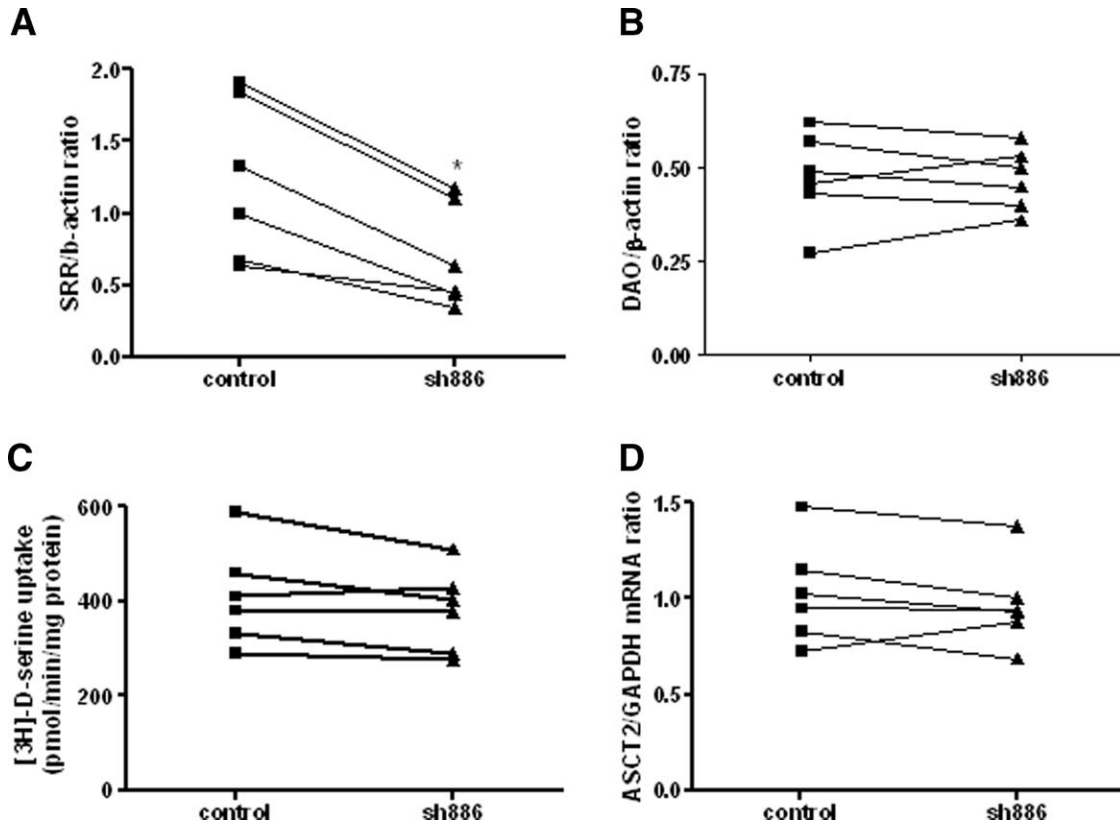 A
SRR/b-actin ratio
2.0
1.5
1.0
0.5
0.0
*
control
sh886
B
DAO/β-actin ratio
0.75
0.50
0.25
0.00
control
sh886
C
[3H]-D-serine uptake
(pmol/min/mg protein)
600
400
200
0
control
sh886
D
ASCT2/GAPDH mRNA ratio
1.5
1.0
0.5
0.0
control
sh886